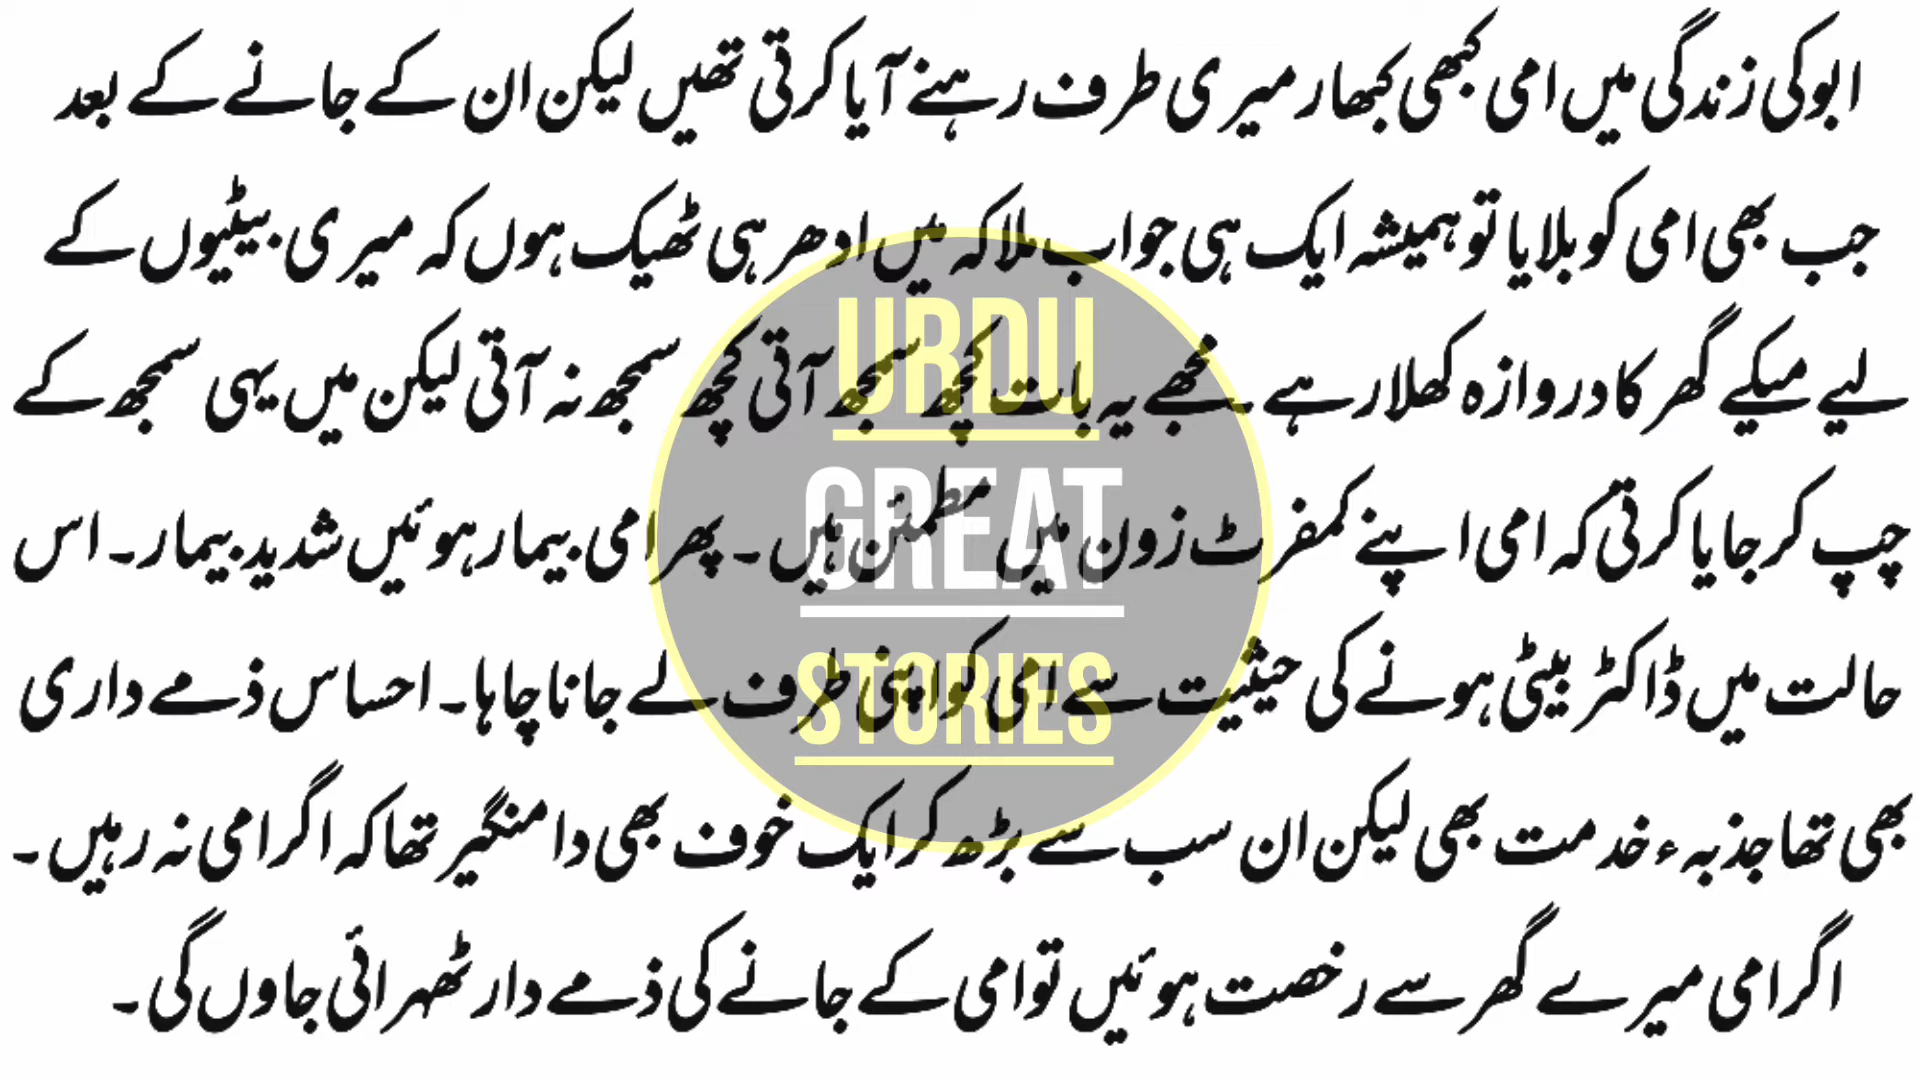 ابو کی زندگی میں امی کبھی کبھار میری طرف رہنے آیا کرتی تھیں لیکن ان کے جانے کے بعد
جب بھی امی کو بلایا تو ہمیشہ ایک ہی جواب ملا کہ میں ادھر ہی ٹھیک ہوں کہ میری بیٹیوں کے
لیے میکے گھر کا دروازہ کھلا رہے ۔ مجھے یہ بات کچھ سمجھ آتی کچھ سمجھ نہ آتی لیکن میں یہی سمجھ کے
چپ کر جایا کرتی کہ امی اپنے کمفرٹ زون میں مطمئن ہیں ۔ پھر امی بیمار ہوئیں شدید بیمار ۔ اس
حالت میں ڈاکٹر بیٹی ہونے کی حیثیت سے امی کو اپنی طرف لے جانا چاہا ۔ احساس ذمے داری
بھی تھا جذبہء خدمت بھی لیکن ان سب سے بڑھ کر ایک خوف بھی دامنگیر تھا کہ اگر امی نہ رہیں ۔
اگر امی میرے گھر سے رخصت ہوئیں تو امی کے جانے کی ذمے دار ٹھہرائی جاوں گی ۔
URDU
GREAT
STORIES